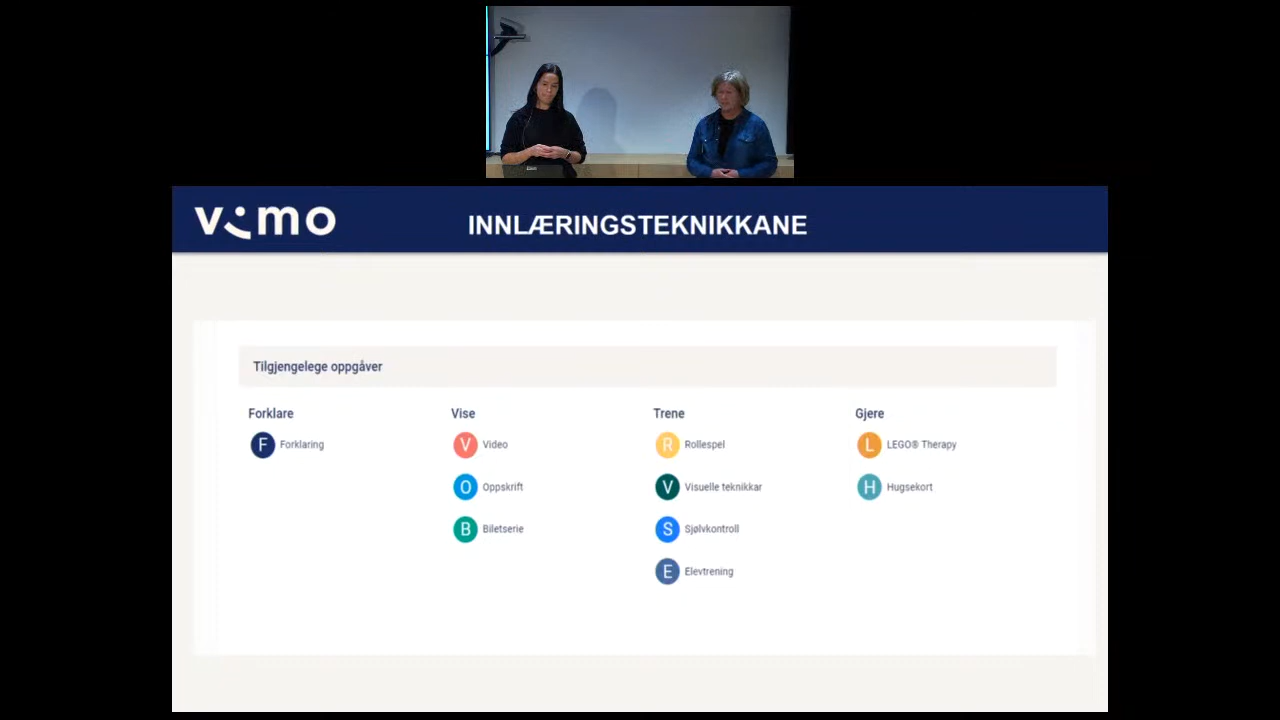 vimo
INNLÆRINGSTEKNIKKANE
Tilgjengelege oppgåver
Forklare
F Forklaring
Vise
V Video
O Oppskrift
B Biletserie
Trene
R Rollespel
V Visuelle teknikkar
S Sjølvkontroll
E Elevtrening
Gjere
L LEGO® Therapy
H Hugsekort